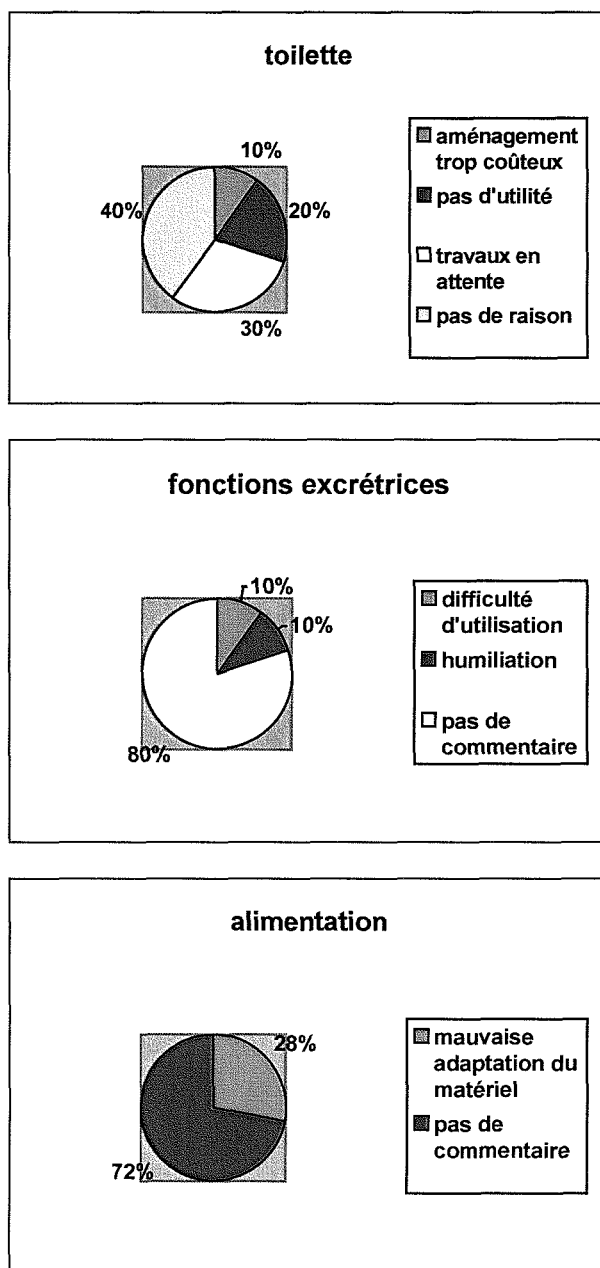 toilette
10%
40%
20%
30%
aménagement
trop coûteux
pas d'utilité
travaux en
attente
pas de raison
fonctions excrétrices
10%
10%
80%
difficulté
d'utilisation
humiliation
pas de
commentaire
alimentation
28%
72%
mauvaise
adaptation du
matériel
pas de
commentaire